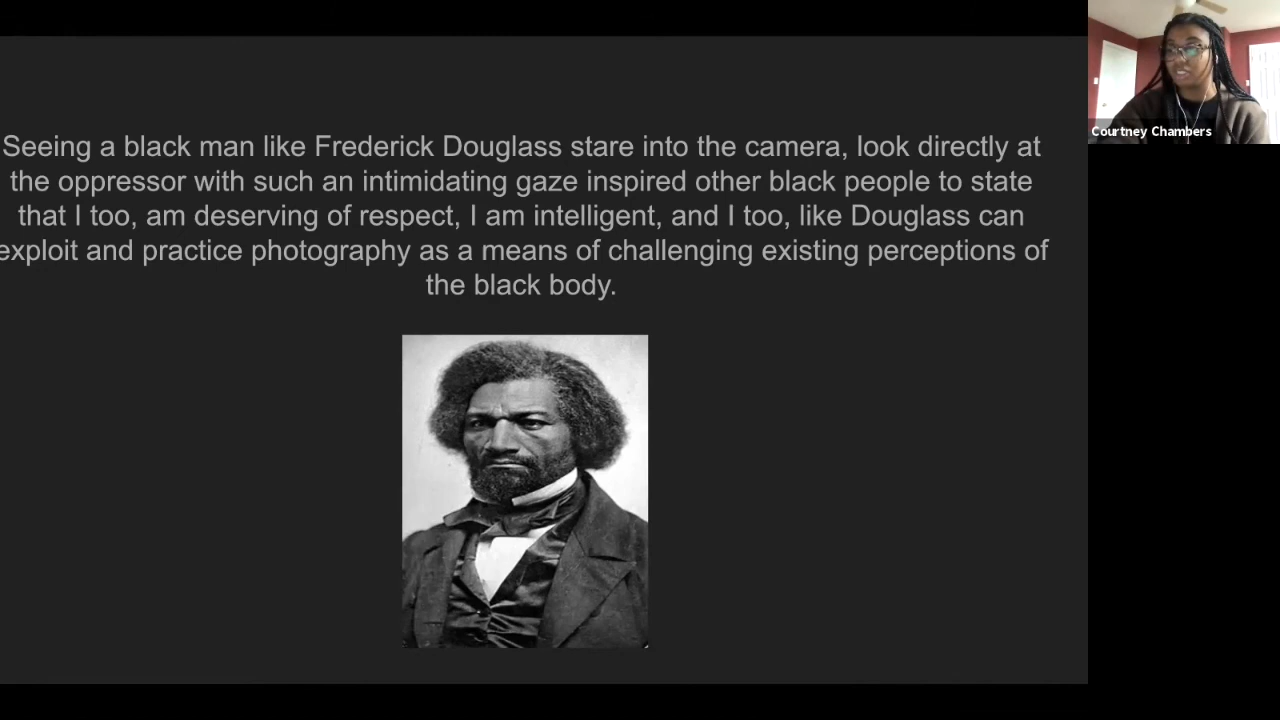 Seeing a black man like Frederick Douglass stare into the camera, look directly at
the oppressor with such an intimidating gaze inspired other black people to state
that I too, am deserving of respect, I am intelligent, and I too, like Douglass can
exploit and practice photography as a means of challenging existing perceptions of
the black body.
Courtney Chambers